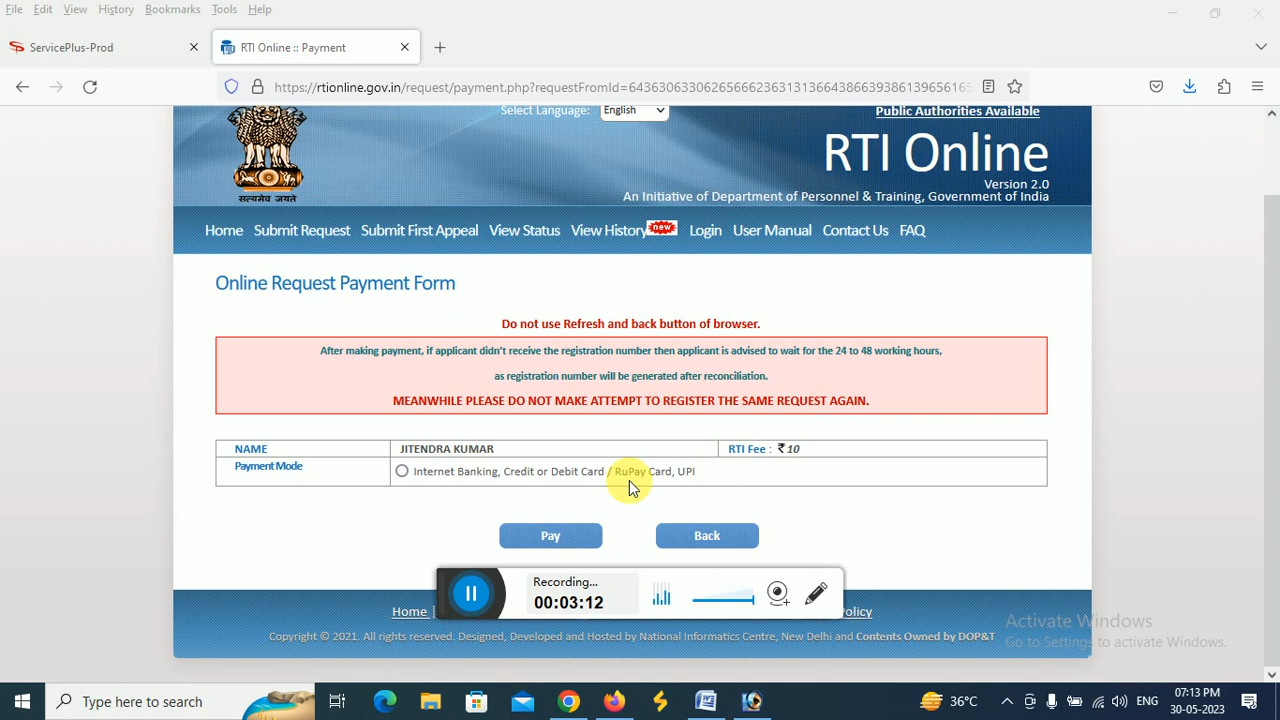 File Edit View History Bookmarks Tools Help
ServicePlus-Prod
RTI Online :: Payment
https://rtionline.gov.in/request/payment.php?requestFromId=
Select Language: English
Public Authorities Available
RTI Online
Version 2.0
An Initiative of Department of Personnel & Training, Government of India
सत्यमेव जयते
Home Submit Request Submit First Appeal View Status View History new Login User Manual Contact Us FAQ
Online Request Payment Form
Do not use Refresh and back button of browser.
After making payment, if applicant didn't receive the registration number then applicant is advised to wait for the 24 to 48 working hours,
as registration number will be generated after reconciliation.
MEANWHILE PLEASE DO NOT MAKE ATTEMPT TO REGISTER THE SAME REQUEST AGAIN.
NAME JITENDRA KUMAR RTI Fee : ₹ 10
Payment Mode Internet Banking, Credit or Debit Card / RuPay Card, UPI
Pay Back
Recording...
00:03:12
Home | olicy
Copyright © 2021. All rights reserved. Designed, Developed and Hosted by National Informatics Centre, New Delhi and Contents Owned by DOP&T
Activate Windows
Go to Settings to activate Windows.
Type here to search
36°C
ENG
07:13 PM
30-05-2023